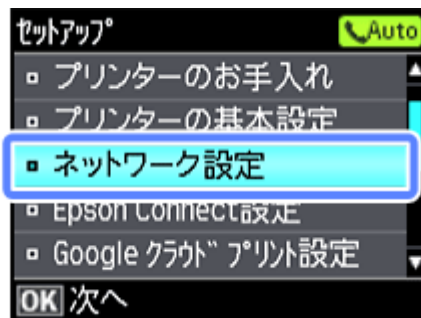 セットアップ Auto
プリンターのお手入れ
プリンターの基本設定
ネットワーク設定
Epson Connect設定
Google クラウド プリント設定
OK 次へ